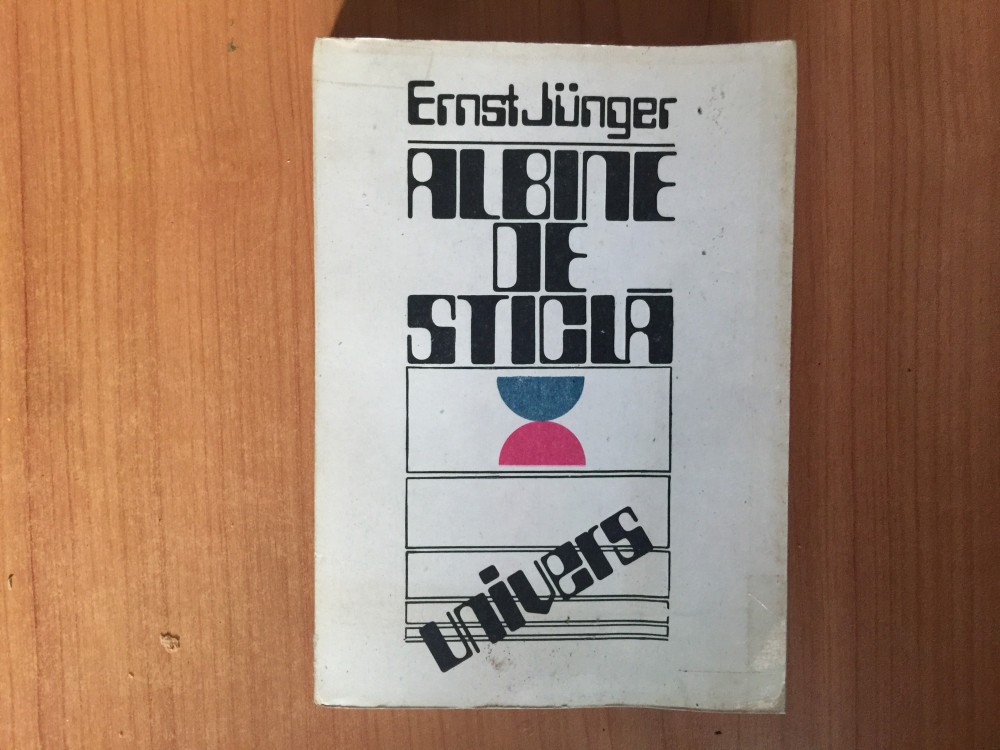 Ernst Jünger
ALBINE
DE
STICLĂ
univers